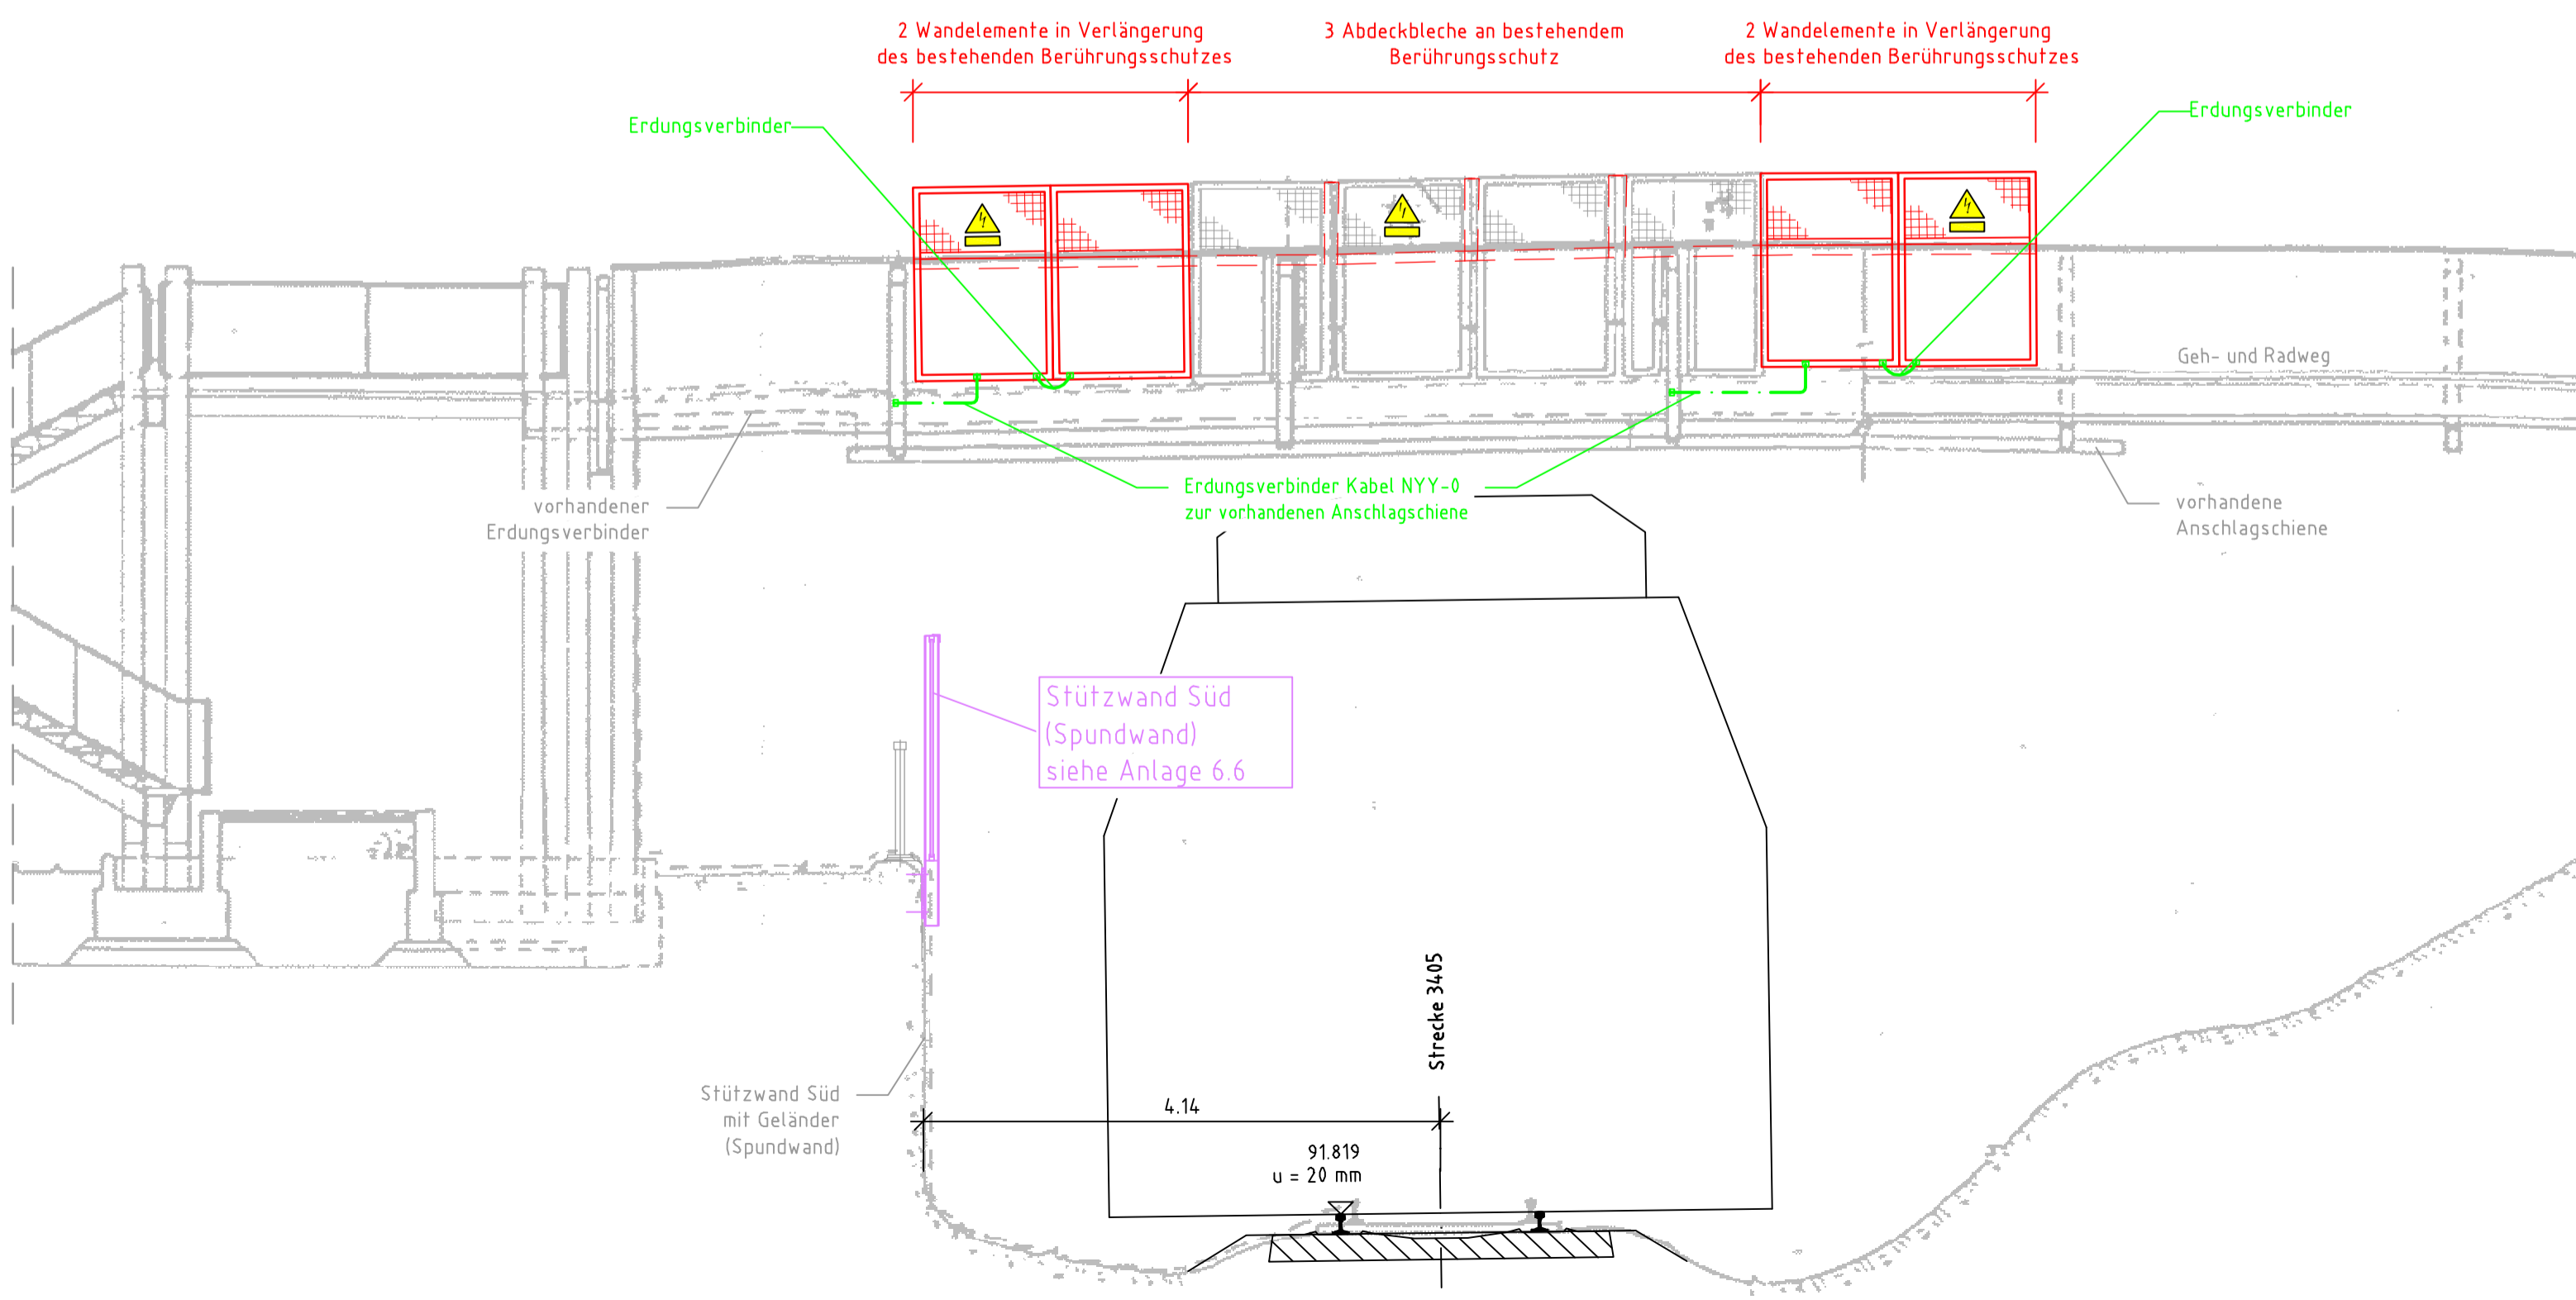 2 Wandelemente in Verlängerung
des bestehenden Berührungsschutzes
3 Abdeckbleche an bestehendem
Berührungsschutz
2 Wandelemente in Verlängerung
des bestehenden Berührungsschutzes
Erdungsverbinder
Erdungsverbinder
Geh- und Radweg
vorhandener
Erdungsverbinder
Erdungsverbinder Kabel NYY-0
zur vorhandenen Anschlagschiene
vorhandene
Anschlagschiene
Stützwand Süd
(Spundwand)
siehe Anlage 6.6
Strecke 3405
Stützwand Süd
mit Geländer
(Spundwand)
4.14
91.819
u = 20 mm